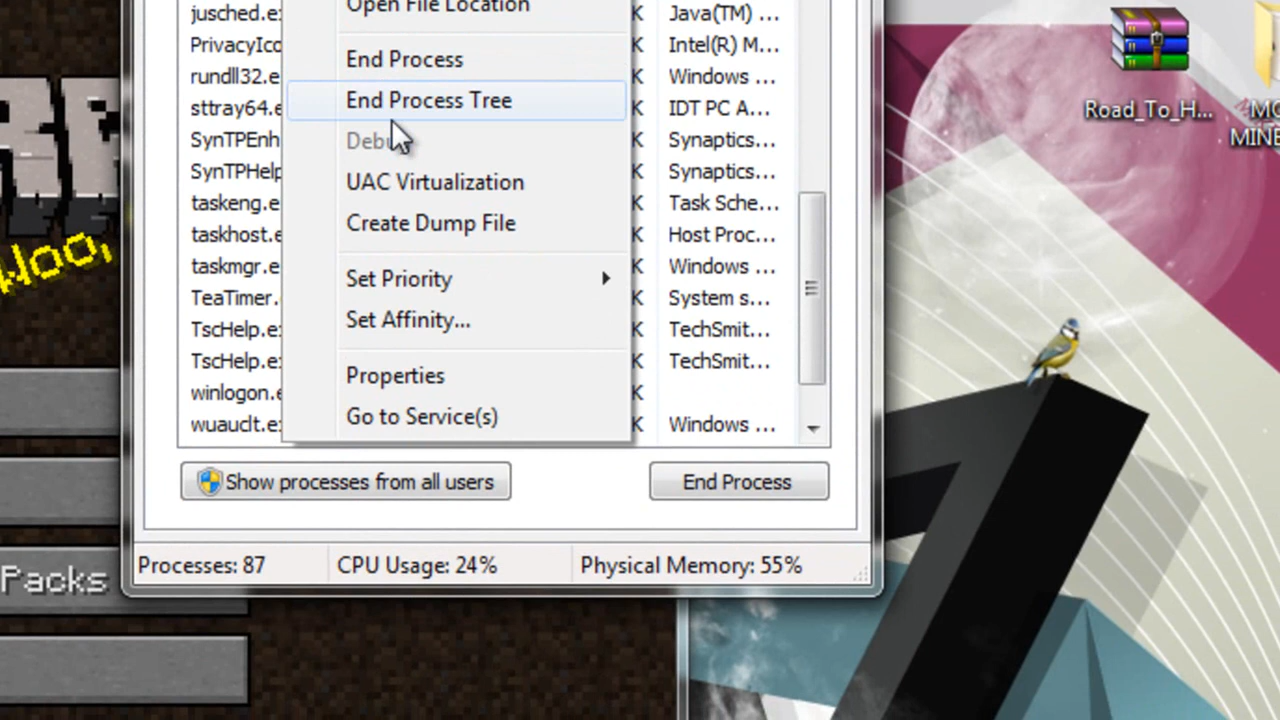 Open File Location
End Process
End Process Tree
UAC Virtualization
Create Dump File
Set Priority
Set Affinity...
Properties
Go to Service(s)
jusched.e
K
Java(TM) ...
PrivacyIco
K
Intel(R) M...
rundll32.e
K
Windows ...
sttray64.e
K
IDT PC A...
SynTPEnh
K
Synaptics...
SynTPHelp
K
Synaptics...
taskeng.e
K
Task Sche...
taskhost.e
K
Host Proc...
taskmgr.e
K
Windows ...
TeaTimer.
K
System s...
TscHelp.e
K
TechSmit...
TscHelp.e
K
TechSmit...
winlogon.e
K
wuauclt.e
K
Windows ...
Show processes from all users
End Process
Processes: 87
CPU Usage: 24%
Physical Memory: 55%
Road_To_H...
Woo,
Packs